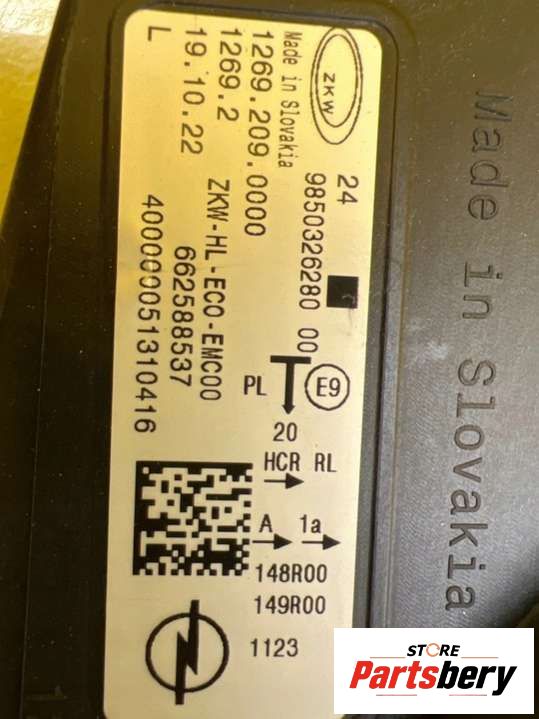 ZKW
Made in Slovakia
1269.209.0000
1269.2
19.10.22
L
ZKW-HL-ECO-EMC00
662588537
400000051310416
24
9850326280 00
PL
E9
20
HCR RL
A 1a
148R00
149R00
1123
Made in Slovakia
STORE
Partsbery